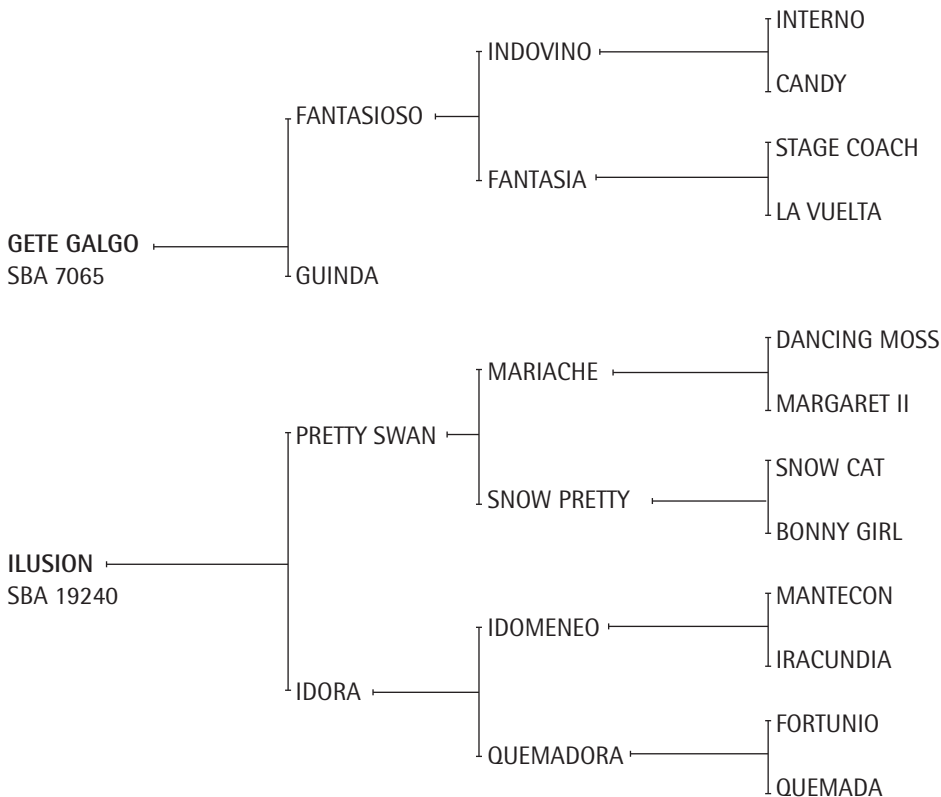 INTERNO
INDOVINO
CANDY
FANTASIOSO
STAGE COACH
FANTASIA
LA VUELTA
GETE GALGO
SBA 7065
GUINDA
DANCING MOSS
MARIACHE
MARGARET II
PRETTY SWAN
SNOW CAT
SNOW PRETTY
BONNY GIRL
ILUSION
SBA 19240
MANTECON
IDOMENEO
IRACUNDIA
IDORA
FORTUNIO
QUEMADORA
QUEMADA